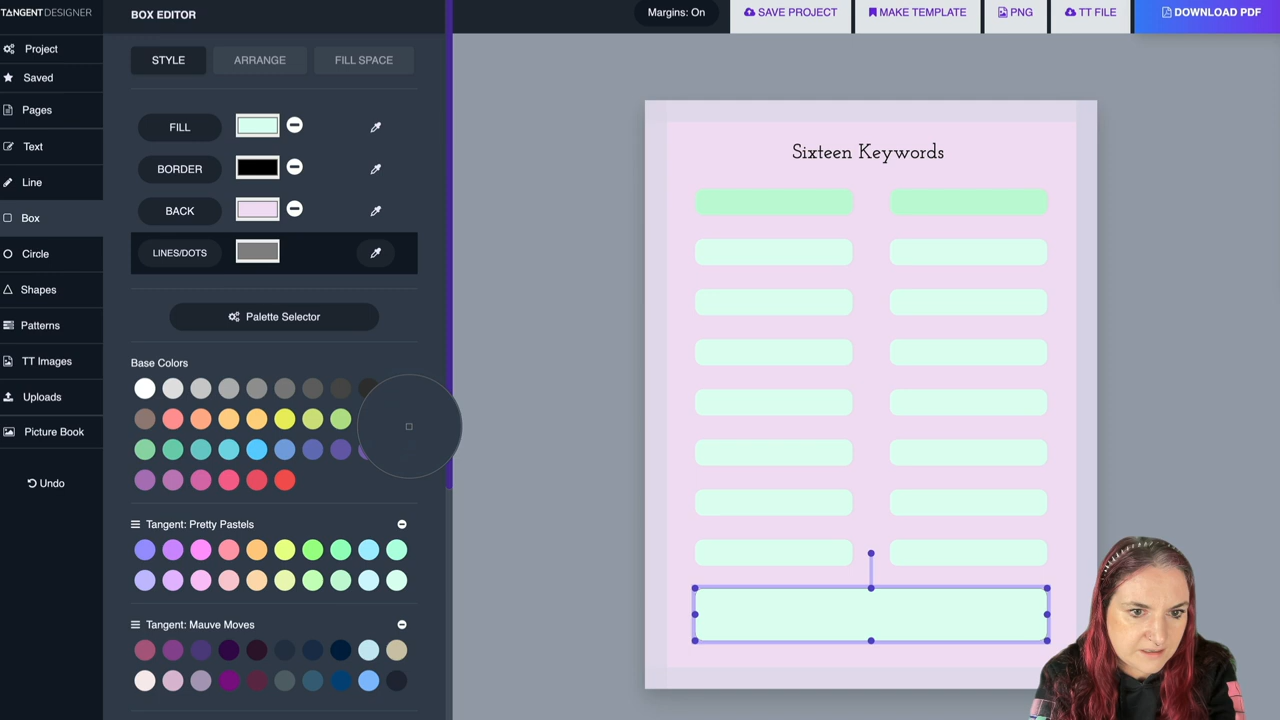 TANGENT DESIGNER
BOX EDITOR
Margins: On
SAVE PROJECT
MAKE TEMPLATE
PNG
TT FILE
DOWNLOAD PDF
Project
Saved
Pages
Text
Line
Box
Circle
Shapes
Patterns
TT Images
Uploads
Picture Book
Undo
STYLE
ARRANGE
FILL SPACE
FILL
BORDER
BACK
LINES/DOTS
Palette Selector
Base Colors
Tangent: Pretty Pastels
Tangent: Mauve Moves
Sixteen Keywords